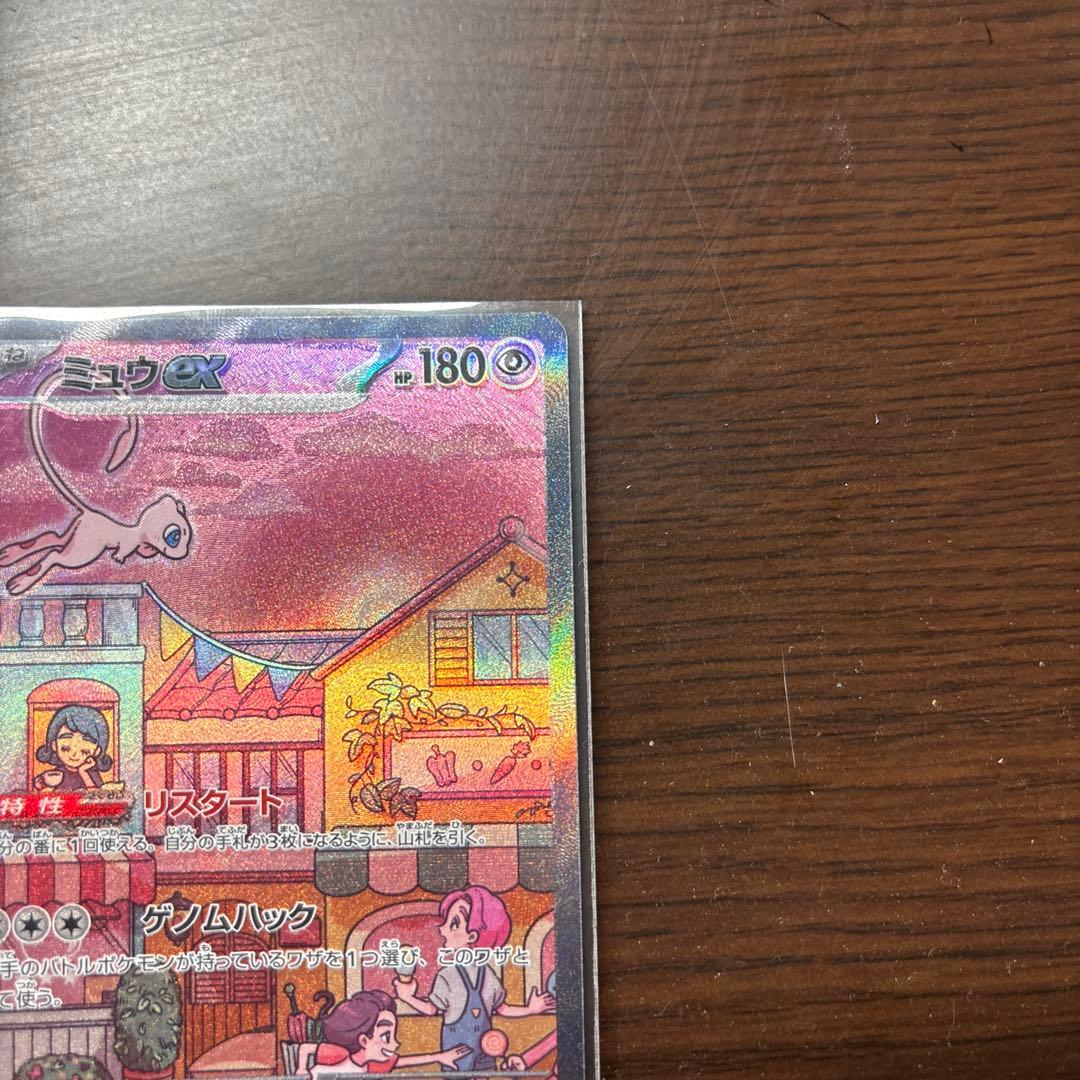 ね ミュウex HP 180
特性 リスタート
分の番に1回使える。自分の手札が3枚になるように、山札を引く。
ゲノムハック
手のバトルポケモンが持っているワザを1つ選び、このワザと
て使う。